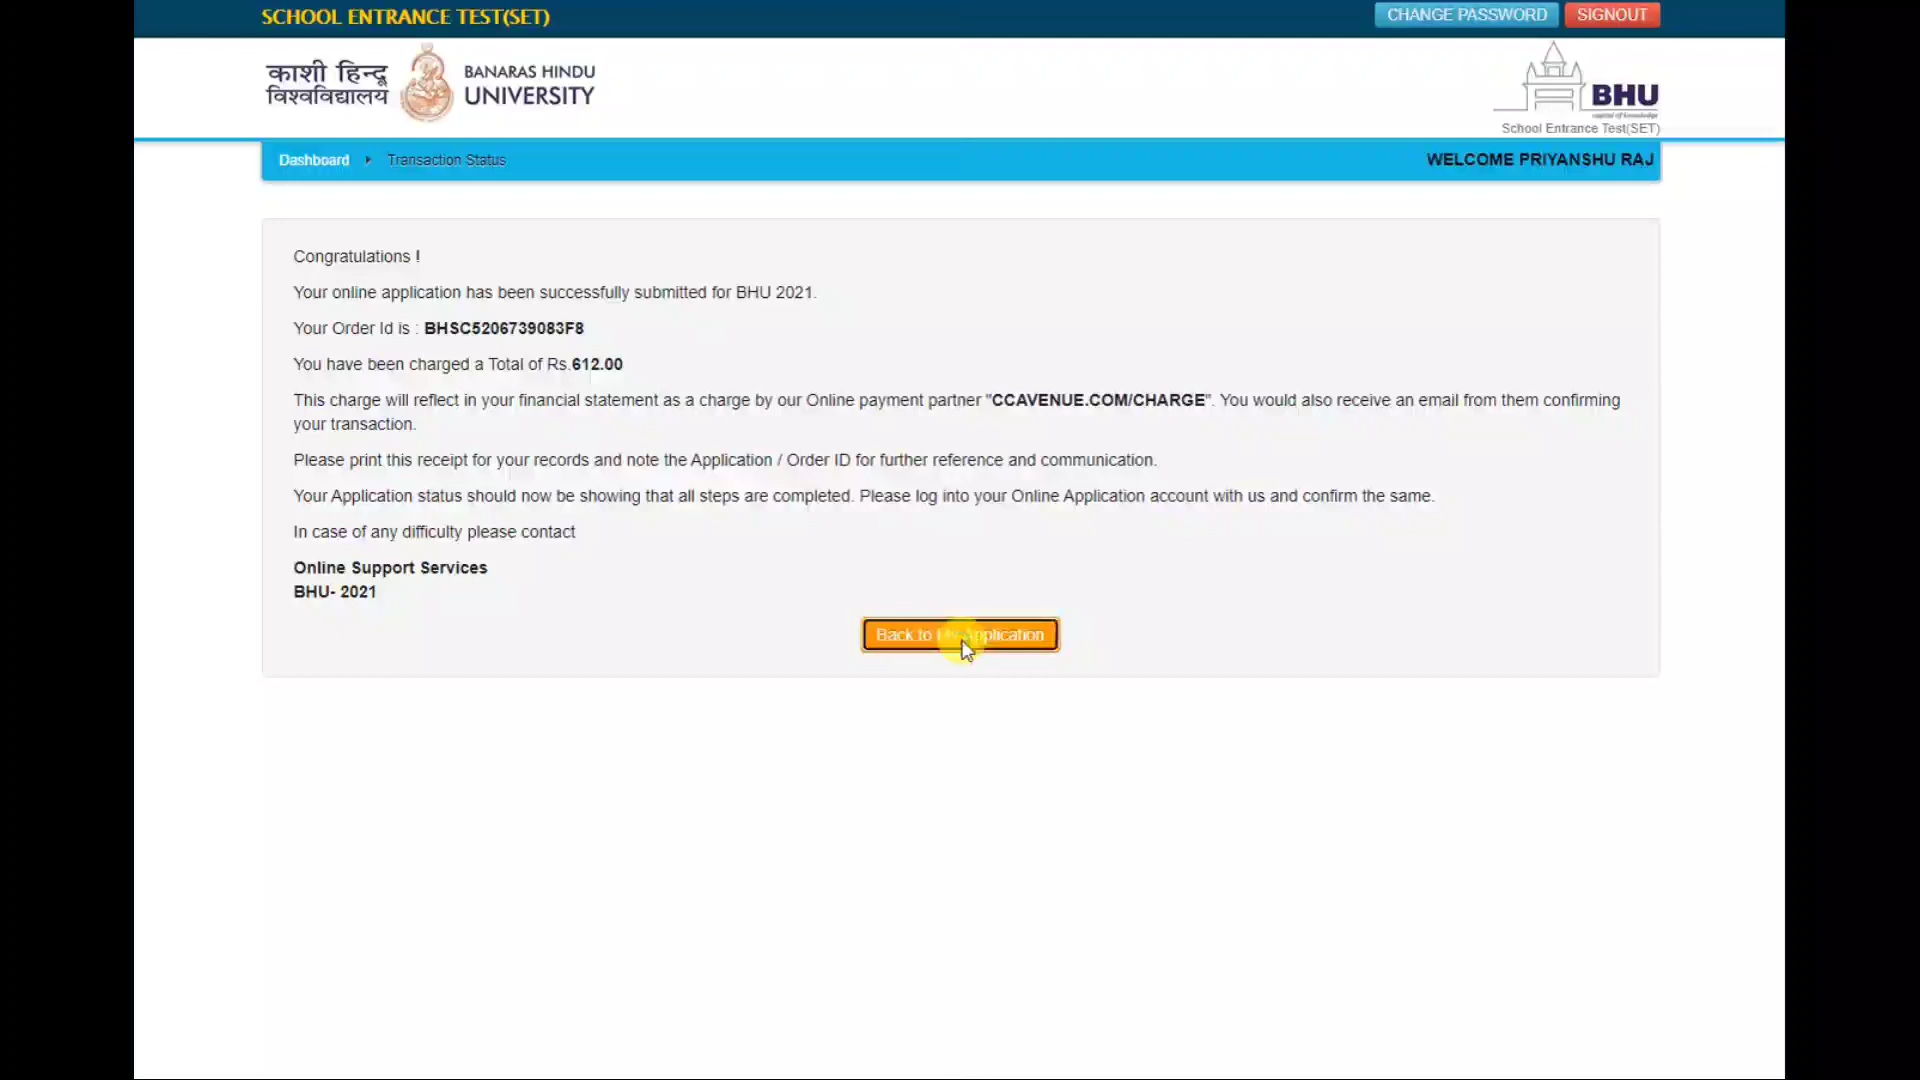 SCHOOL ENTRANCE TEST(SET)
CHANGE PASSWORD
SIGNOUT
काशी हिन्दू
विश्वविद्यालय
BANARAS HINDU
UNIVERSITY
BHU
School Entrance Test(SET)
Dashboard
Transaction Status
WELCOME PRIYANSHU RAJ
Congratulations !
Your online application has been successfully submitted for BHU 2021.
Your Order Id is : BHSC5206739083F8
You have been charged a Total of Rs.612.00
This charge will reflect in your financial statement as a charge by our Online payment partner "CCAVENUE.COM/CHARGE". You would also receive an email from them confirming
your transaction.
Please print this receipt for your records and note the Application / Order ID for further reference and communication.
Your Application status should now be showing that all steps are completed. Please log into your Online Application account with us and confirm the same.
In case of any difficulty please contact
Online Support Services
BHU- 2021
Back to My Application